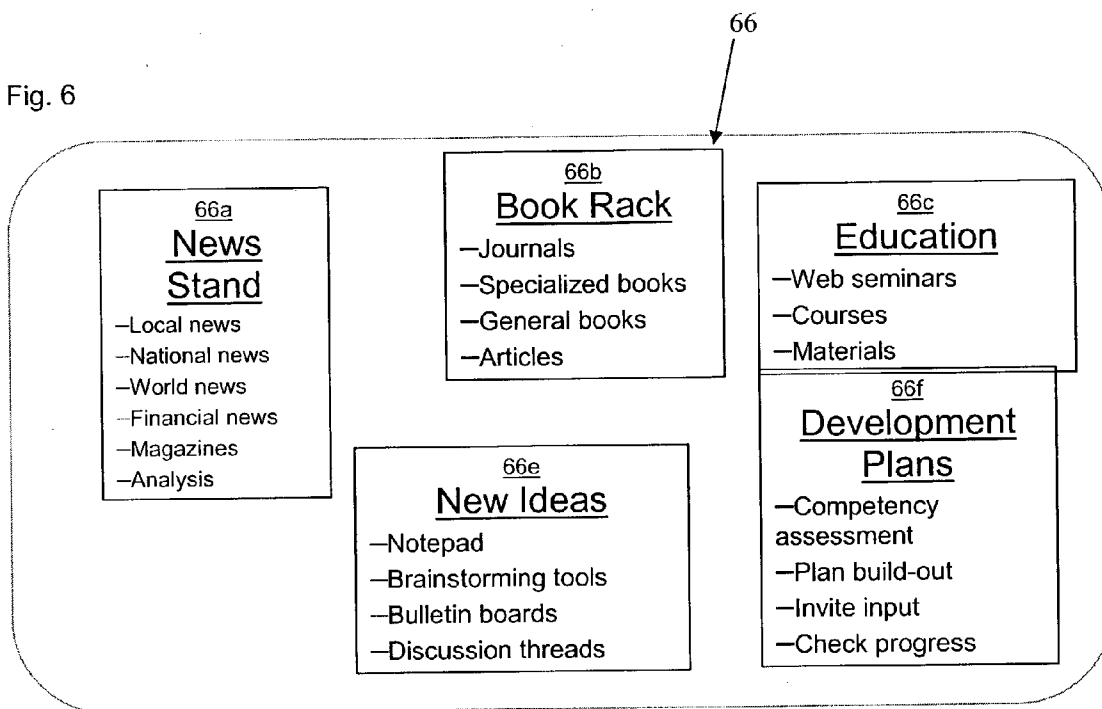 66
Fig. 6
66a
News
Stand
—Local news
—National news
—World news
—Financial news
—Magazines
—Analysis
66b
Book Rack
—Journals
—Specialized books
—General books
—Articles
66c
Education
—Web seminars
—Courses
—Materials
66e
New Ideas
—Notepad
—Brainstorming tools
—Bulletin boards
—Discussion threads
66f
Development
Plans
—Competency
assessment
—Plan build-out
—Invite input
—Check progress